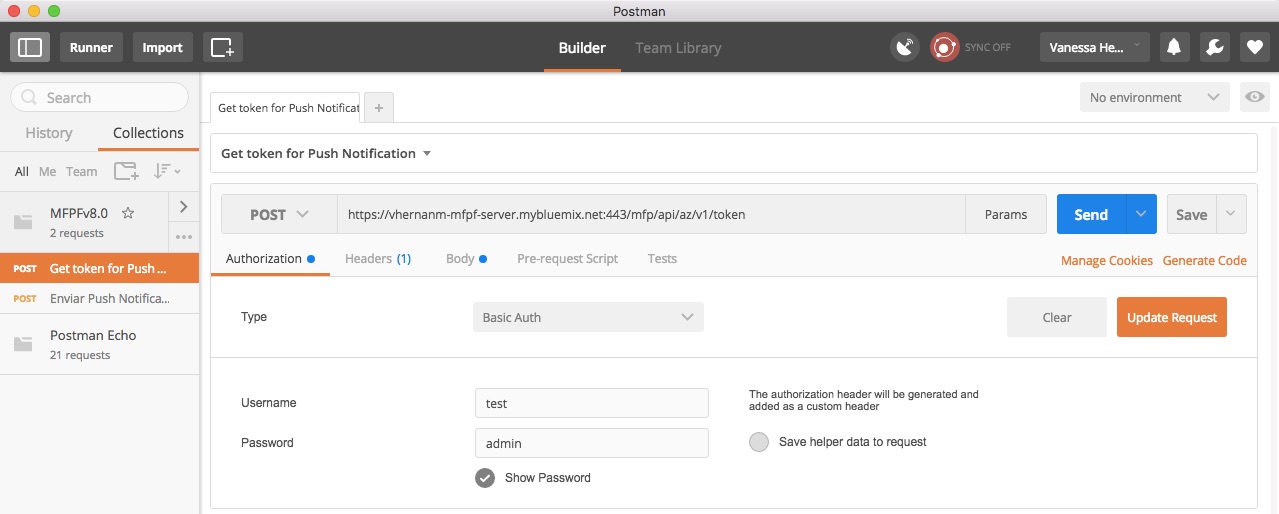 Postman
Runner Import Builder Team Library SYNC OFF Vanessa He...
Search
History Collections
All Me Team
MFPFv8.0
2 requests
POST Get token for Push ...
POST Enviar Push Notifica...
Postman Echo
21 requests
Get token for Push Notificat + No environment
Get token for Push Notification
POST https://vhernanm-mfpf-server.mybluemix.net:443/mfp/api/az/v1/token Params Send Save
Authorization Headers (1) Body Pre-request Script Tests Manage Cookies Generate Code
Type Basic Auth Clear Update Request
Username test The authorization header will be generated and
added as a custom header
Password admin Save helper data to request
Show Password